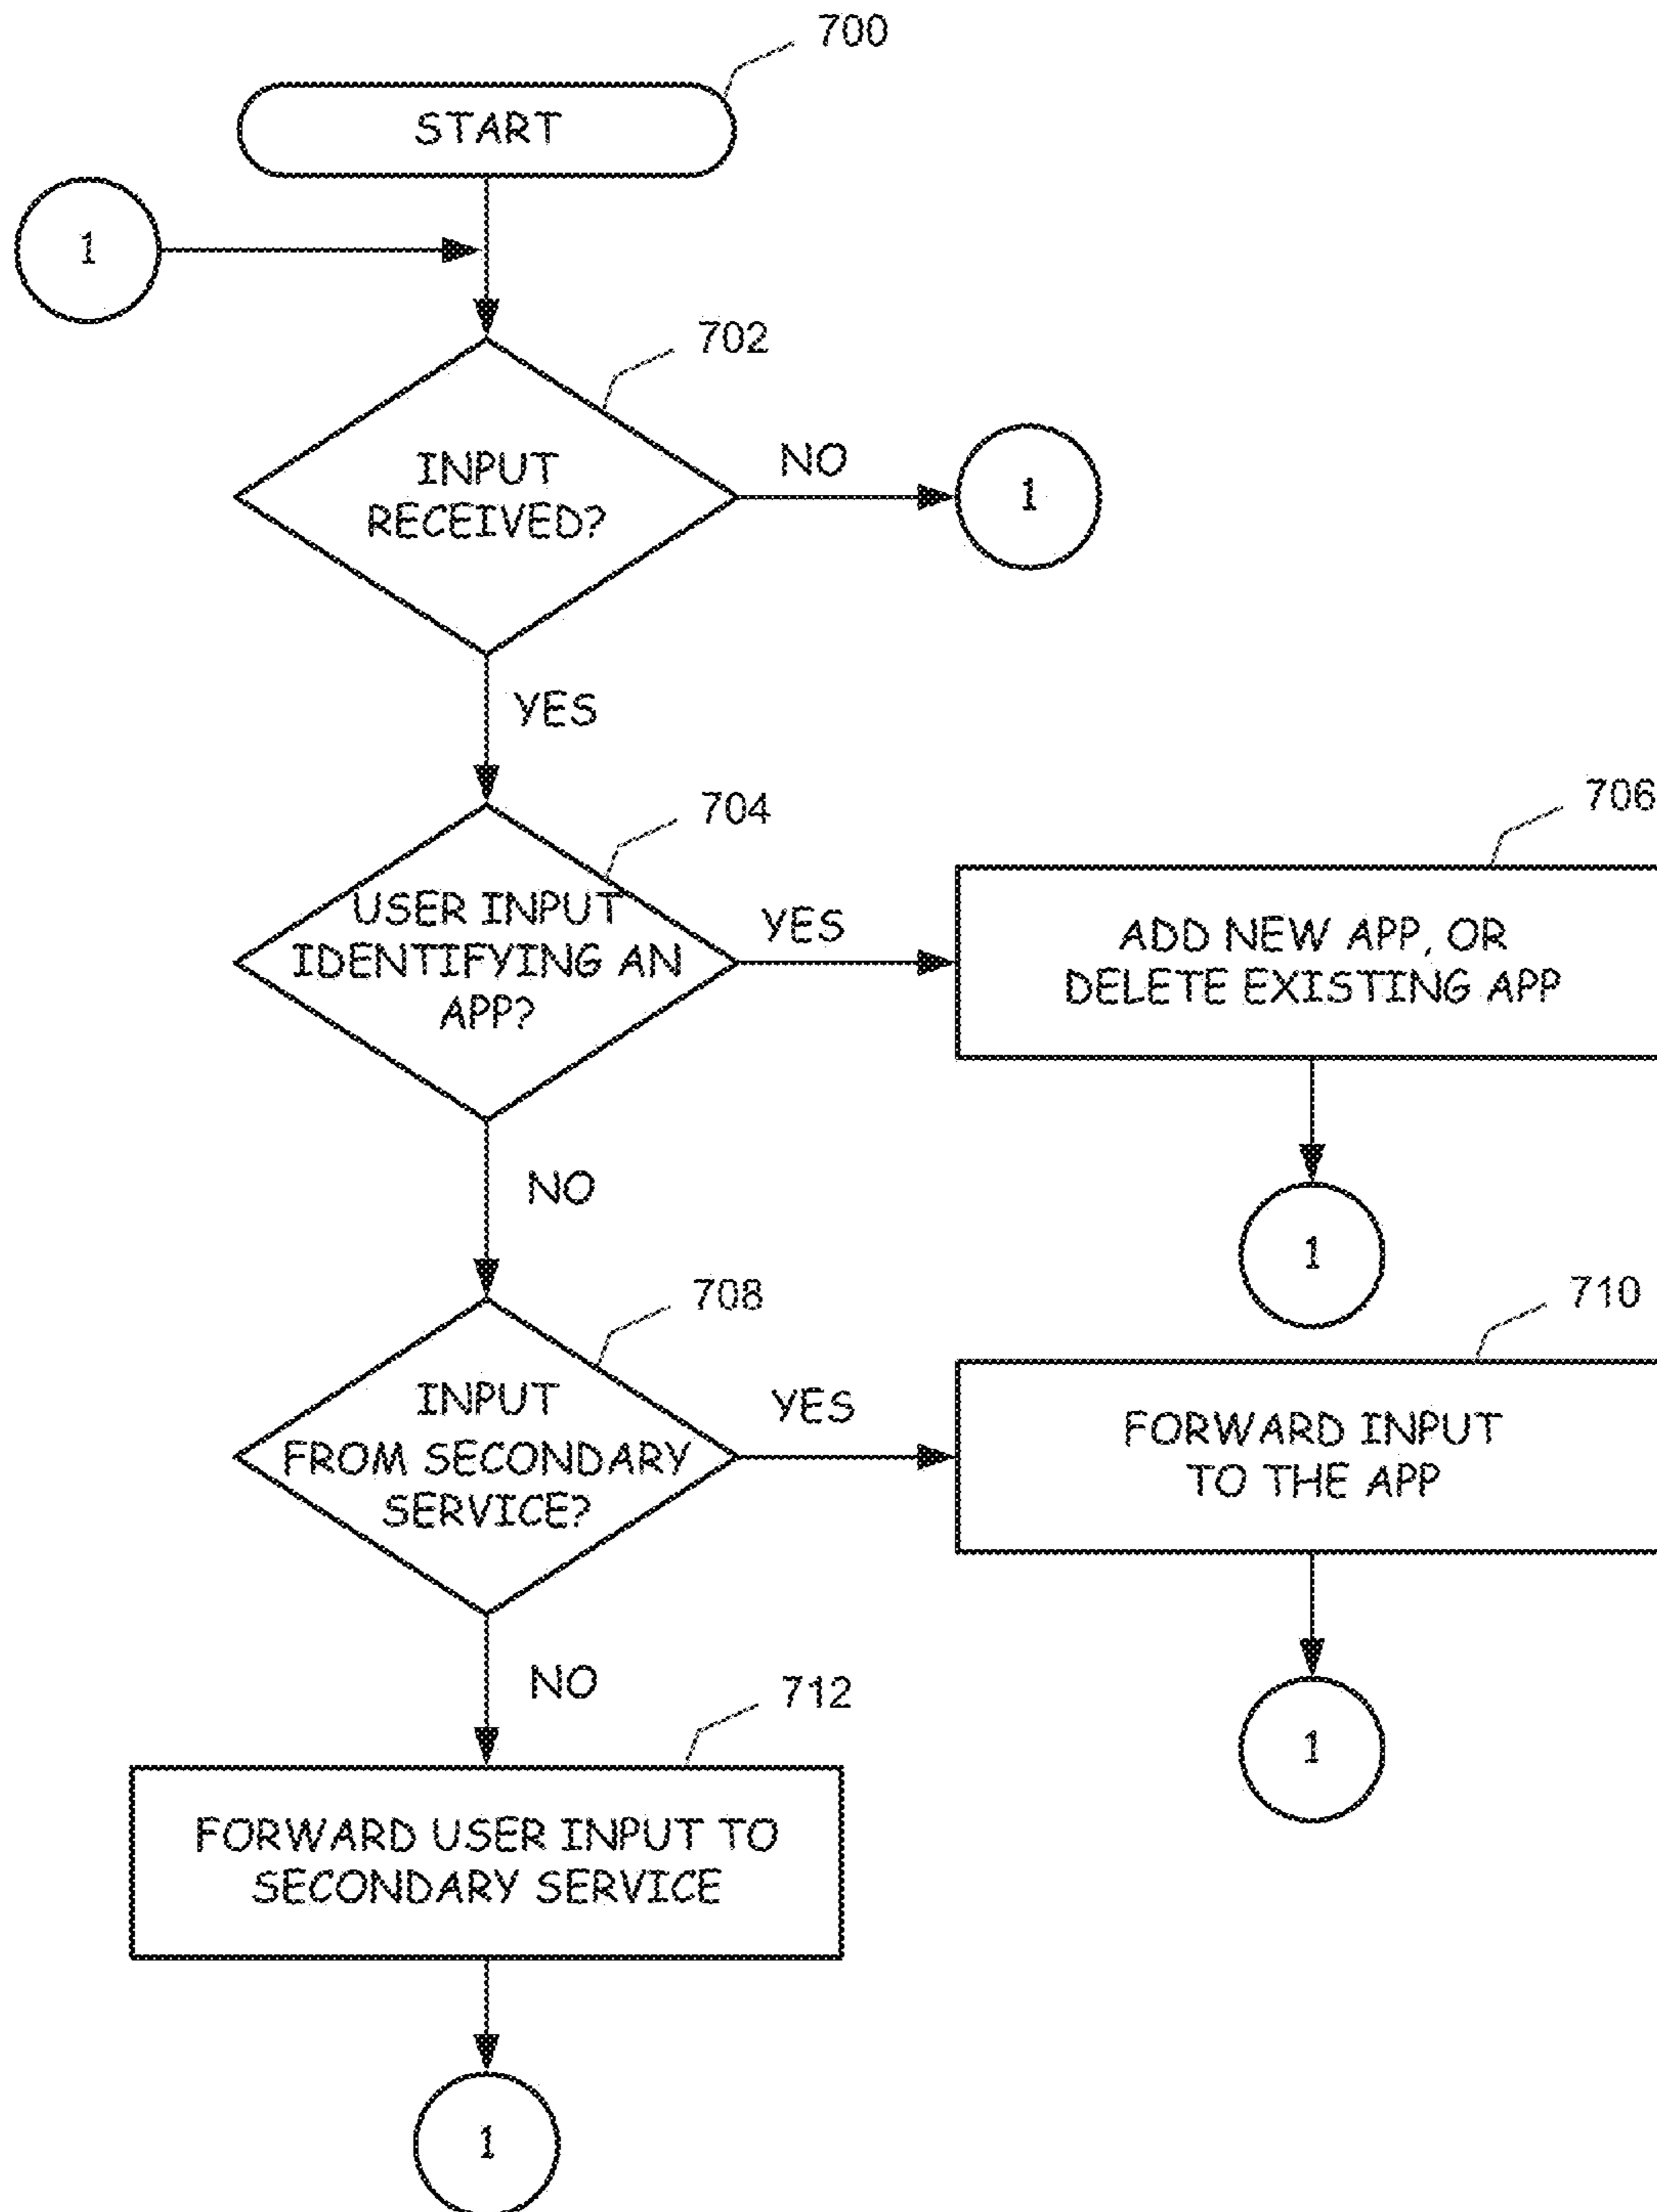 700
START
1
702
INPUT
RECEIVED?
NO
1
YES
704
706
USER INPUT
IDENTIFYING AN
APP?
YES
ADD NEW APP, OR
DELETE EXISTING APP
NO
1
708
710
INPUT
FROM SECONDARY
SERVICE?
YES
FORWARD INPUT
TO THE APP
NO
712
1
FORWARD USER INPUT TO
SECONDARY SERVICE
1